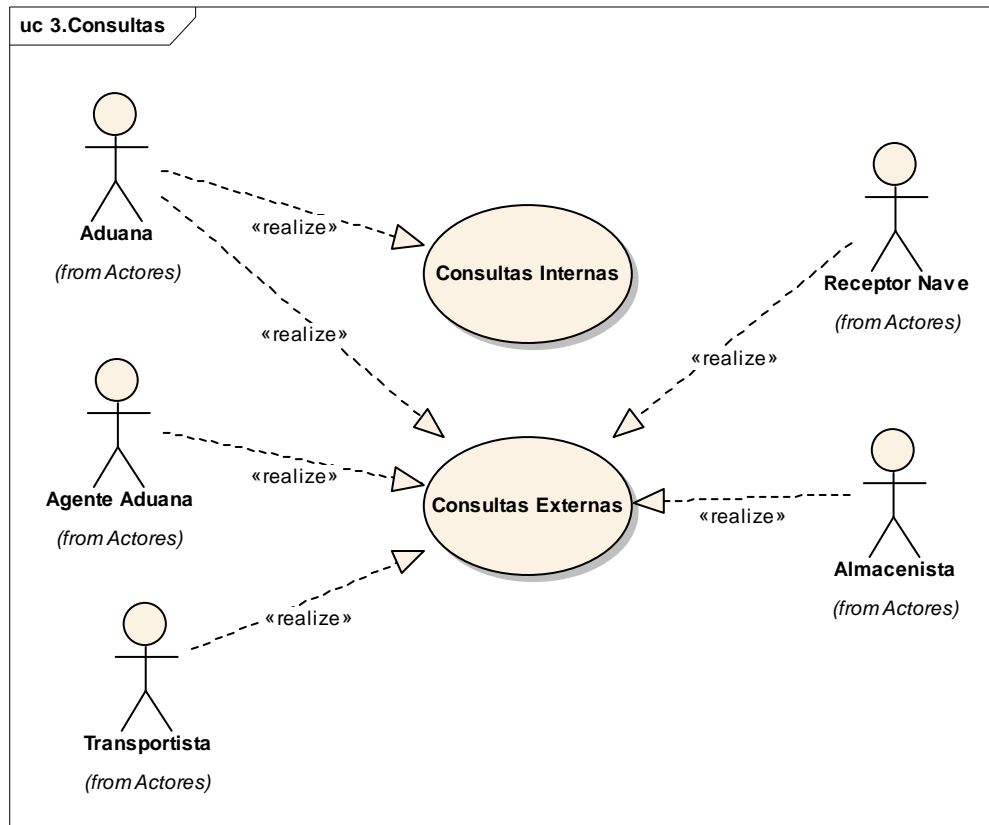 uc 3.Consultas
Aduana
(from Actores)
«realize»
Consultas Internas
Receptor Nave
(from Actores)
«realize»
«realize»
Agente Aduana
(from Actores)
«realize»
Consultas Externas
«realize»
Almacenista
(from Actores)
«realize»
Transportista
(from Actores)